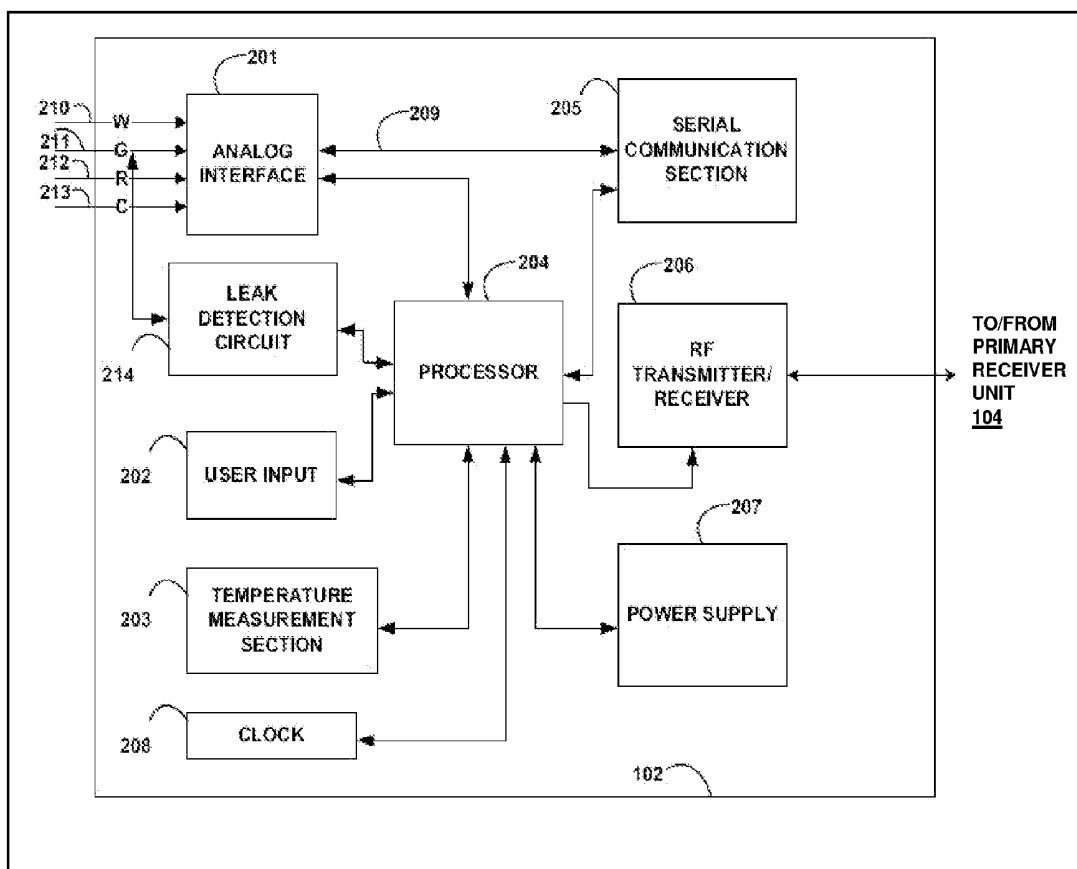 201
210
W
211
G
212
R
213
C
ANALOG
INTERFACE
209
205
SERIAL
COMMUNICATION
SECTION
LEAK
DETECTION
CIRCUIT
214
204
PROCESSOR
206
RF
TRANSMITTER/
RECEIVER
TO/FROM
PRIMARY
RECEIVER
UNIT
104
202
USER INPUT
207
POWER SUPPLY
203
TEMPERATURE
MEASUREMENT
SECTION
208
CLOCK
102